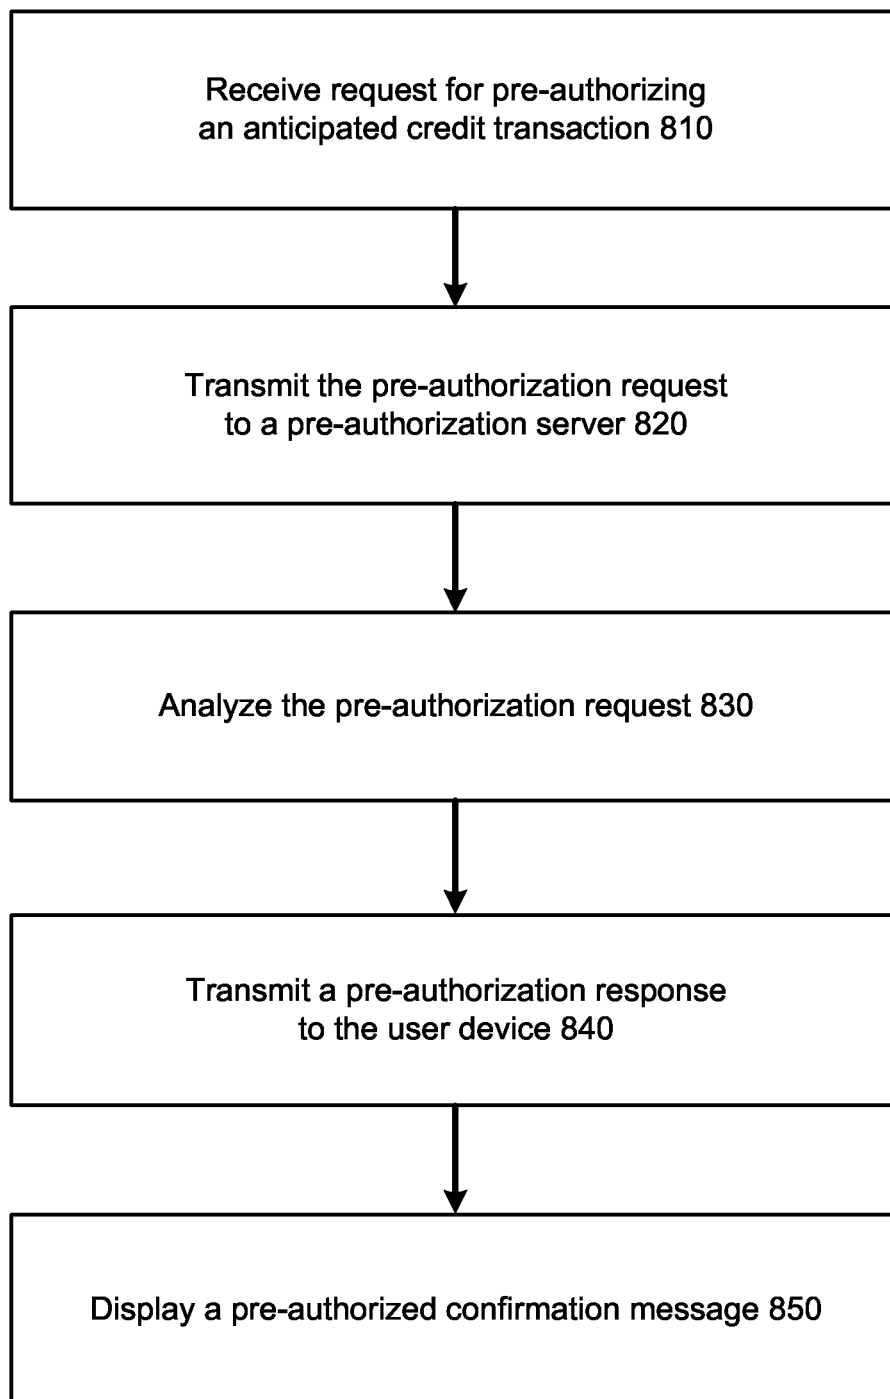 Receive request for pre-authorizing
an anticipated credit transaction 810
Transmit the pre-authorization request
to a pre-authorization server 820
Analyze the pre-authorization request 830
Transmit a pre-authorization response
to the user device 840
Display a pre-authorized confirmation message 850